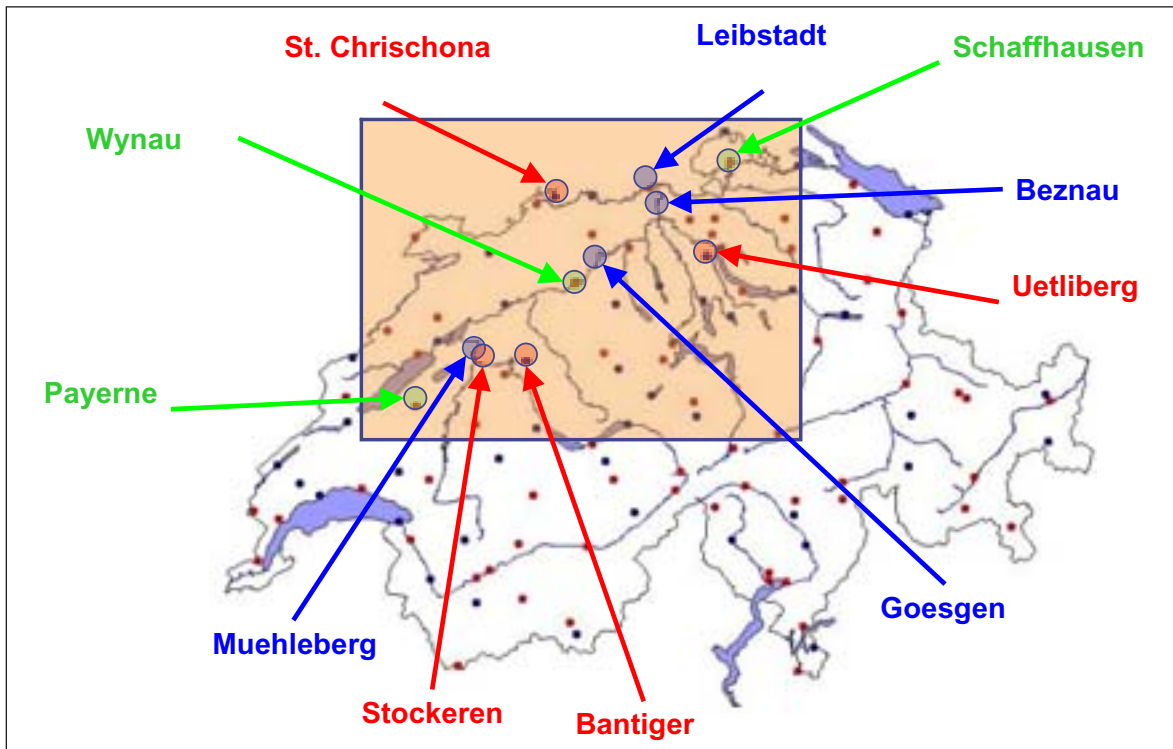 Leibstadt
St. Chrischona
Schaffhausen
Wynau
Beznau
Uetliberg
Payerne
Goesgen
Muehleberg
Stockeren
Bantiger